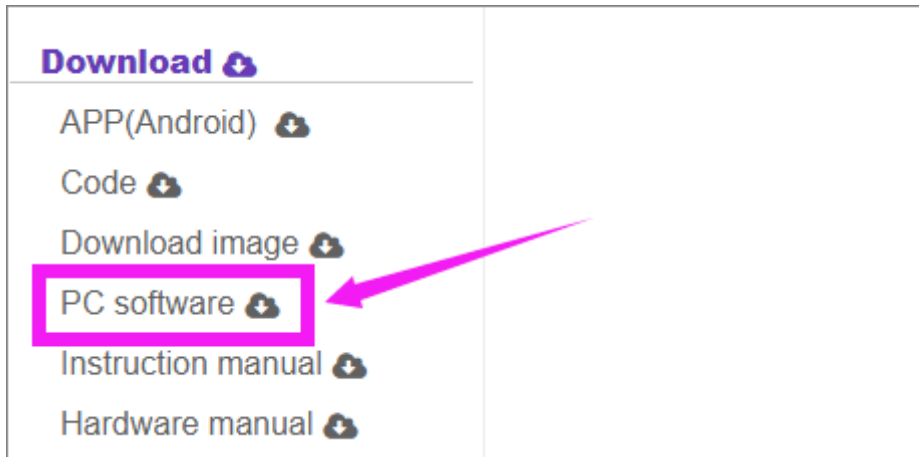 Download
APP(Android)
Code
Download image
PC software
Instruction manual
Hardware manual